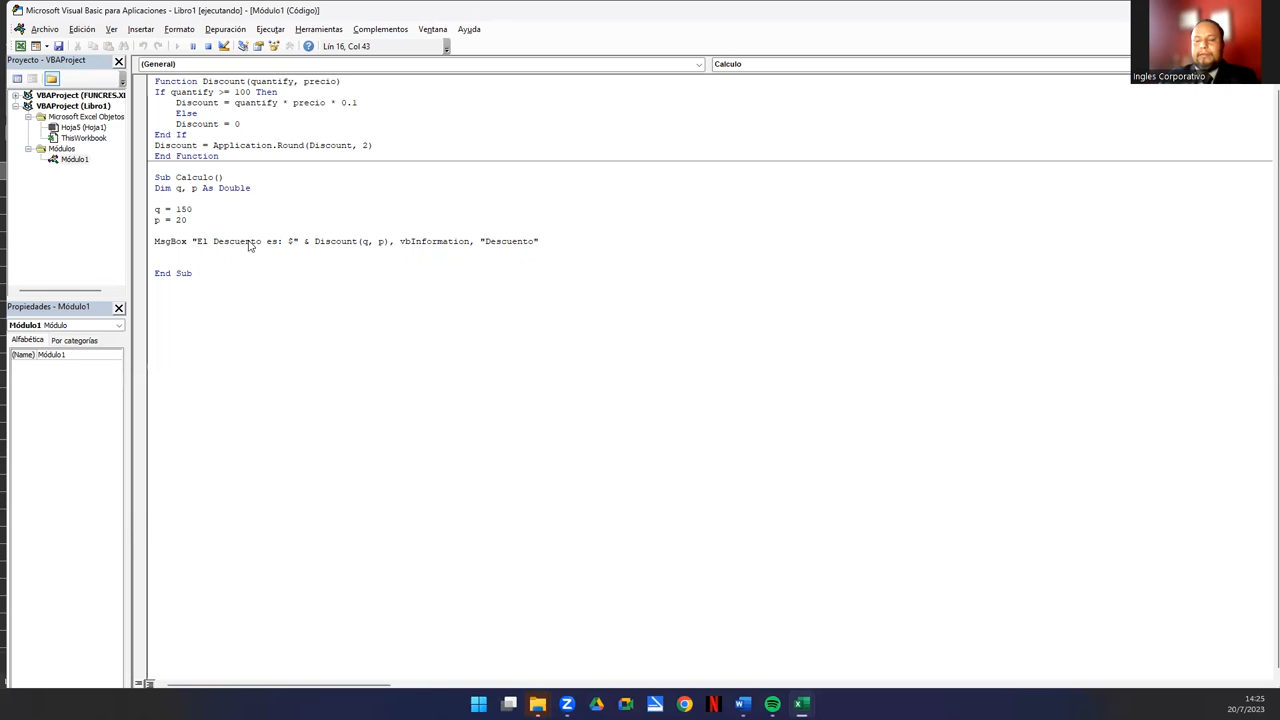 Microsoft Visual Basic para Aplicaciones - Libro1 [ejecutando] - [Módulo1 (Código)]
Archivo Edición Ver Insertar Formato Depuración Ejecutar Herramientas Complementos Ventana Ayuda
Lín 16, Col 43
Ingles Corporativo
Proyecto - VBAProject
(General)
Calculo
VBAProject (FUNCRES.XL
VBAProject (Libro1)
Microsoft Excel Objetos
Hoja5 (Hoja1)
ThisWorkbook
Módulos
Módulo1
Function Discount(quantify, precio)
If quantify >= 100 Then
Discount = quantify * precio * 0.1
Else
Discount = 0
End If
Discount = Application.Round(Discount, 2)
End Function
Sub Calculo()
Dim q, p As Double
q = 150
p = 20
MsgBox "El Descuento es: $" & Discount(q, p), vbInformation, "Descuento"
End Sub
Propiedades - Módulo1
Módulo1 Módulo
Alfabética Por categorías
(Name) Módulo1
14:25
20/7/2023